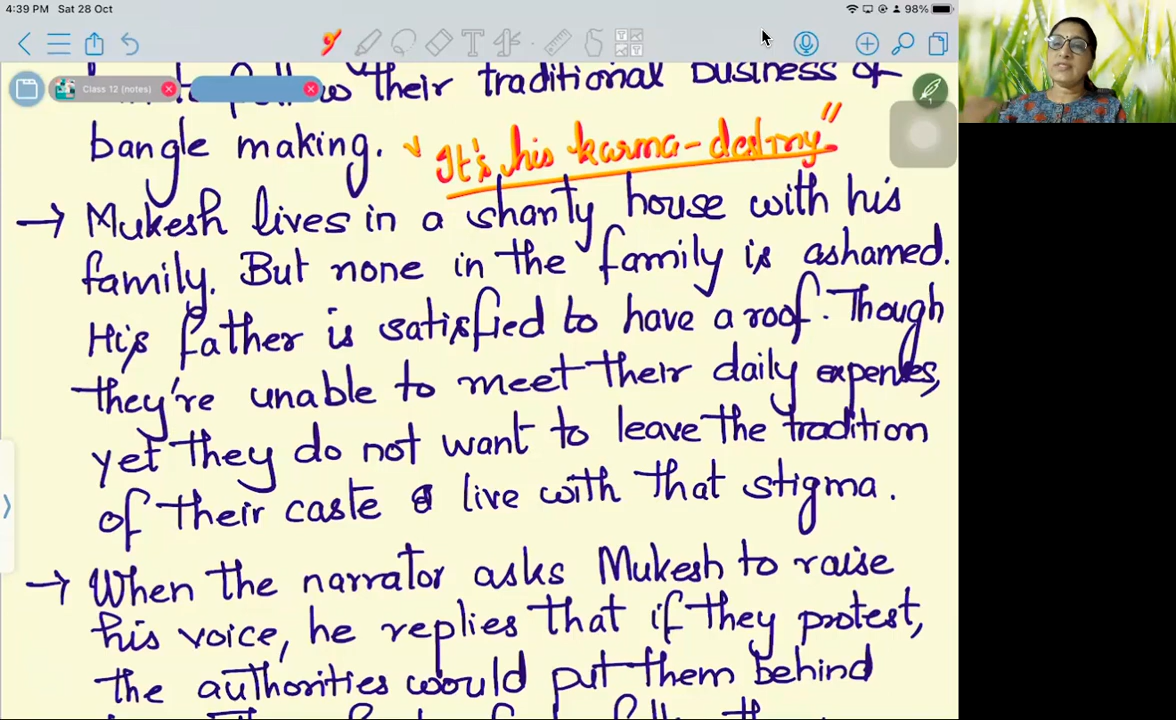 4:39 PM Sat 28 Oct
98%
Class 12 (notes)
their traditional business of
bangle making. "It's his karma-destiny."
→ Mukesh lives in a shanty house with his
family. But none in the family is ashamed.
His father is satisfied to have a roof. Though
they're unable to meet their daily expenses,
yet they do not want to leave the tradition
of their caste & live with that stigma.
→ When the narrator asks Mukesh to raise
his voice, he replies that if they protest,
the authorities would put them behind